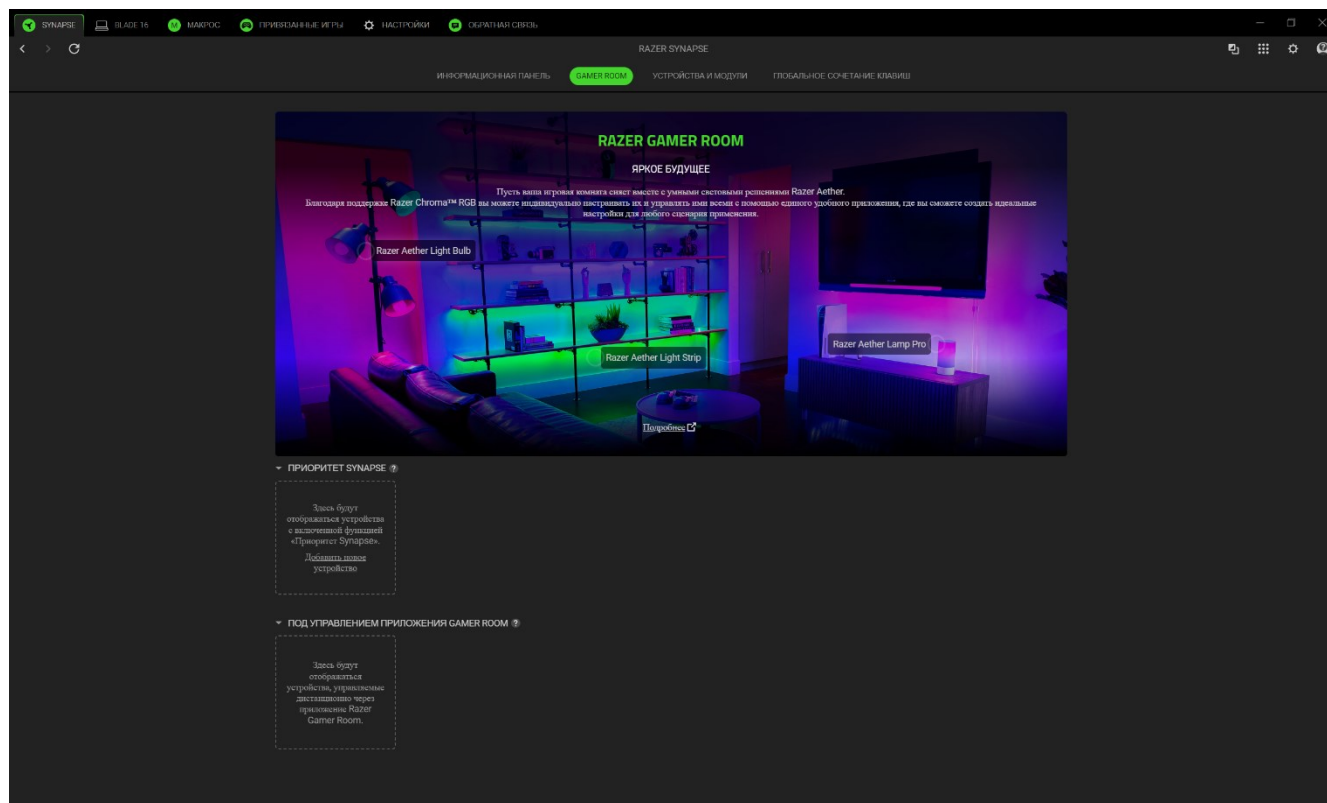 SYNAPSE BLADE 16 МАКРОС ПРИВЯЗАННЫЕ ИГРЫ НАСТРОЙКИ ОБРАТНАЯ СВЯЗЬ
RAZER SYNAPSE
ИНФОРМАЦИОННАЯ ПАНЕЛЬ GAMER ROOM УСТРОЙСТВА И МОДУЛИ ГЛОБАЛЬНОЕ СОЧЕТАНИЕ КЛАВИШ
RAZER GAMER ROOM
ЯРКОЕ БУДУЩЕЕ
Пусть ваша игровая комната сияет вместе с умными световыми решениями Razer Aether.
Благодаря поддержке Razer Chroma™ RGB вы можете индивидуально настраивать их и управлять ими всеми с помощью единого удобного приложения, где вы сможете создать идеальные
настройки для любого сценария применения.
Razer Aether Light Bulb
Razer Aether Lamp Pro
Razer Aether Light Strip
Подробнее
ПРИОРИТЕТ SYNAPSE ?
Здесь будут
отображаться устройства
с включенной функцией
«Приоритет Synapse».
Добавить новое
устройство
ПОД УПРАВЛЕНИЕМ ПРИЛОЖЕНИЯ GAMER ROOM ?
Здесь будут
отображаться
устройства, управляемые
дистанционно через
приложение Razer
Gamer Room.